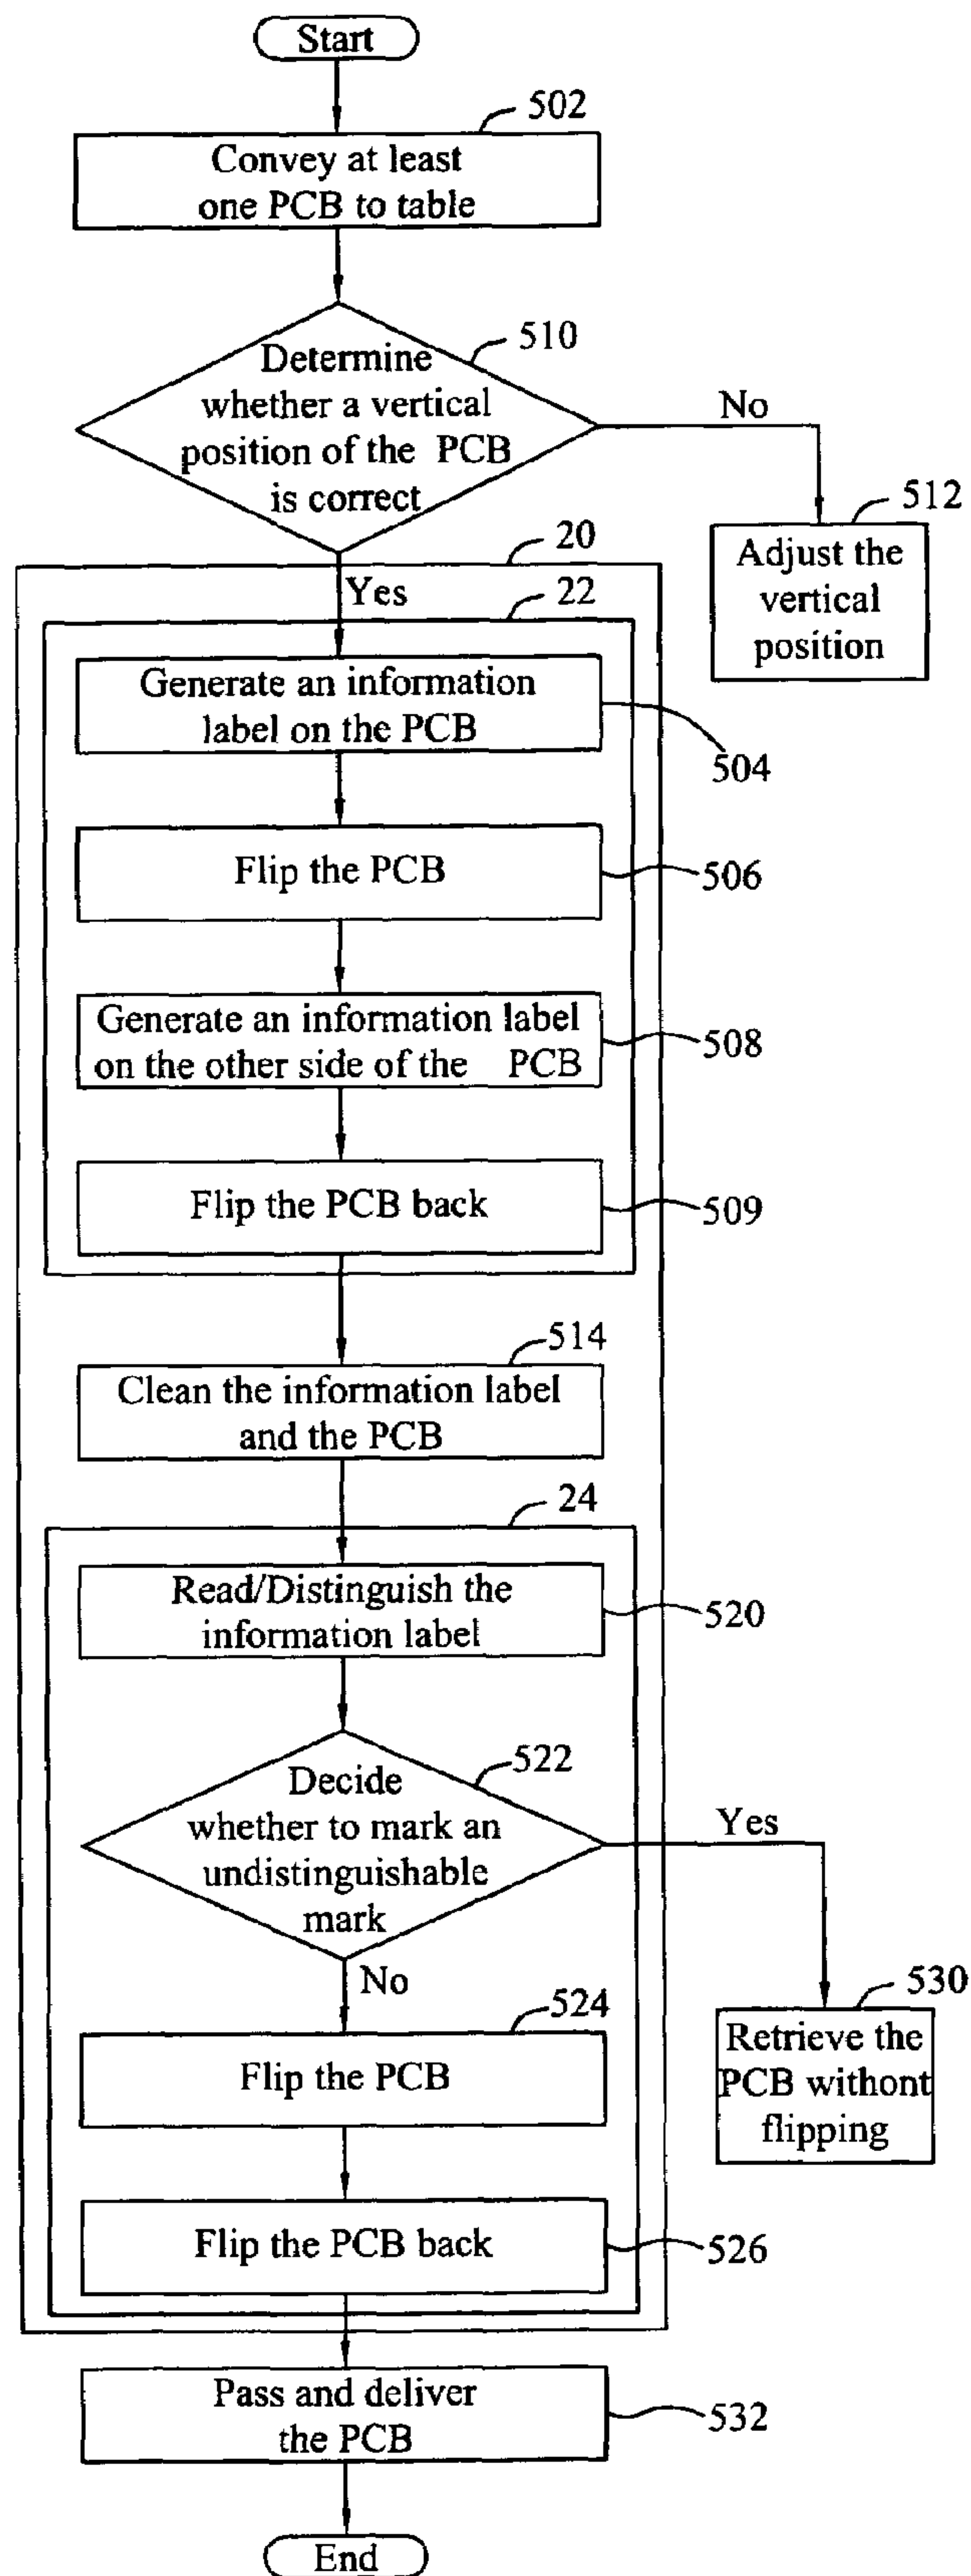 Start
502
Convey at least
one PCB to table
510
Determine
whether a vertical
position of the PCB
is correct
No
512
Adjust the
vertical
position
20
Yes
22
Generate an information
label on the PCB
504
Flip the PCB
506
Generate an information label
on the other side of the PCB
508
Flip the PCB back
509
514
Clean the information label
and the PCB
24
Read/Distinguish the
information label
520
522
Decide
whether to mark an
undistinguishable
mark
Yes
No
530
Retrieve the
PCB withont
flipping
524
Flip the PCB
Flip the PCB back
526
Pass and deliver
the PCB
532
End